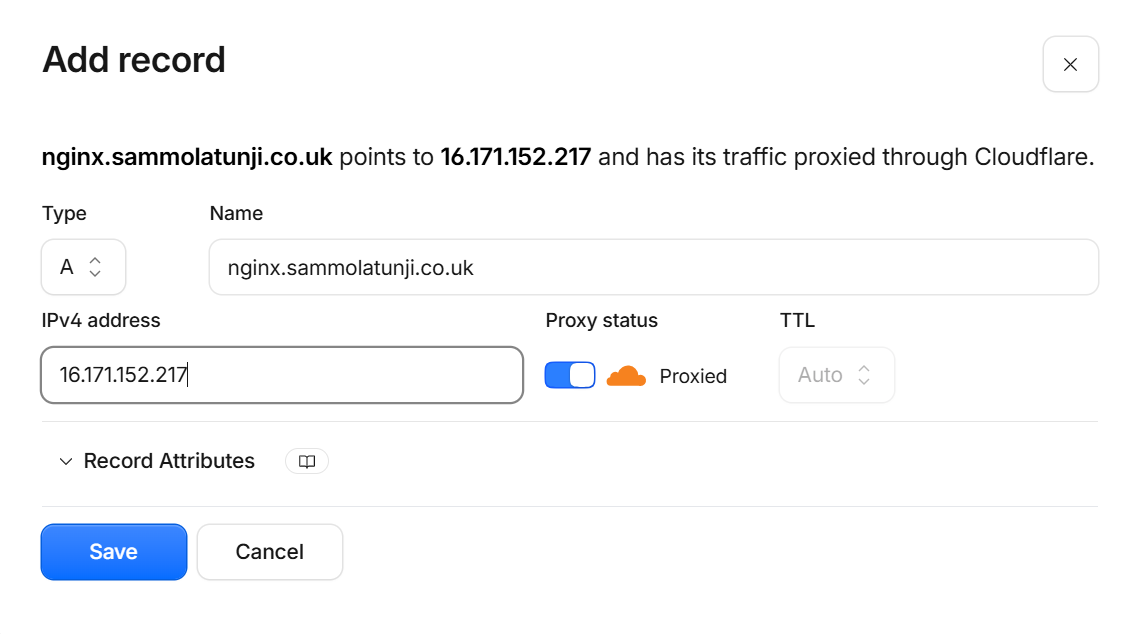 Add record
nginx.sammolatunji.co.uk points to 16.171.152.217 and has its traffic proxied through Cloudflare.
Type Name
A nginx.sammolatunji.co.uk
IPv4 address Proxy status TTL
16.171.152.217 Proxied Auto
Record Attributes
Save Cancel